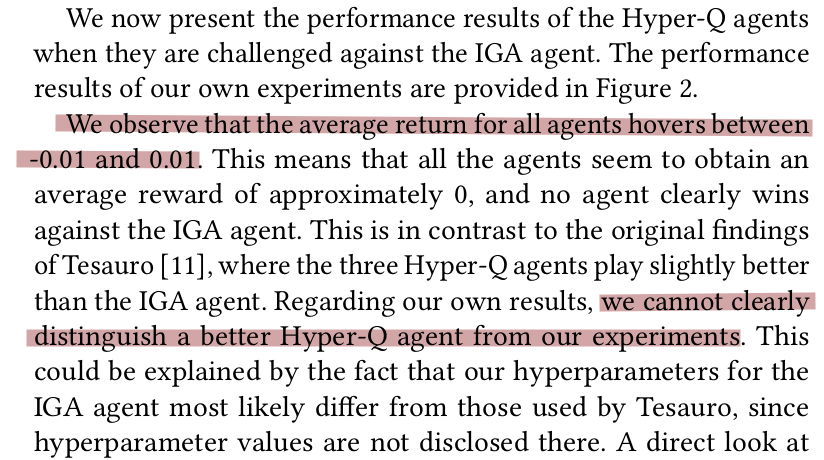 We now present the performance results of the Hyper-Q agents
when they are challenged against the IGA agent. The performance
results of our own experiments are provided in Figure 2.
We observe that the average return for all agents hovers between
-0.01 and 0.01. This means that all the agents seem to obtain an
average reward of approximately 0, and no agent clearly wins
against the IGA agent. This is in contrast to the original findings
of Tesauro [11], where the three Hyper-Q agents play slightly better
than the IGA agent. Regarding our own results, we cannot clearly
distinguish a better Hyper-Q agent from our experiments. This
could be explained by the fact that our hyperparameters for the
IGA agent most likely differ from those used by Tesauro, since
hyperparameter values are not disclosed there. A direct look at